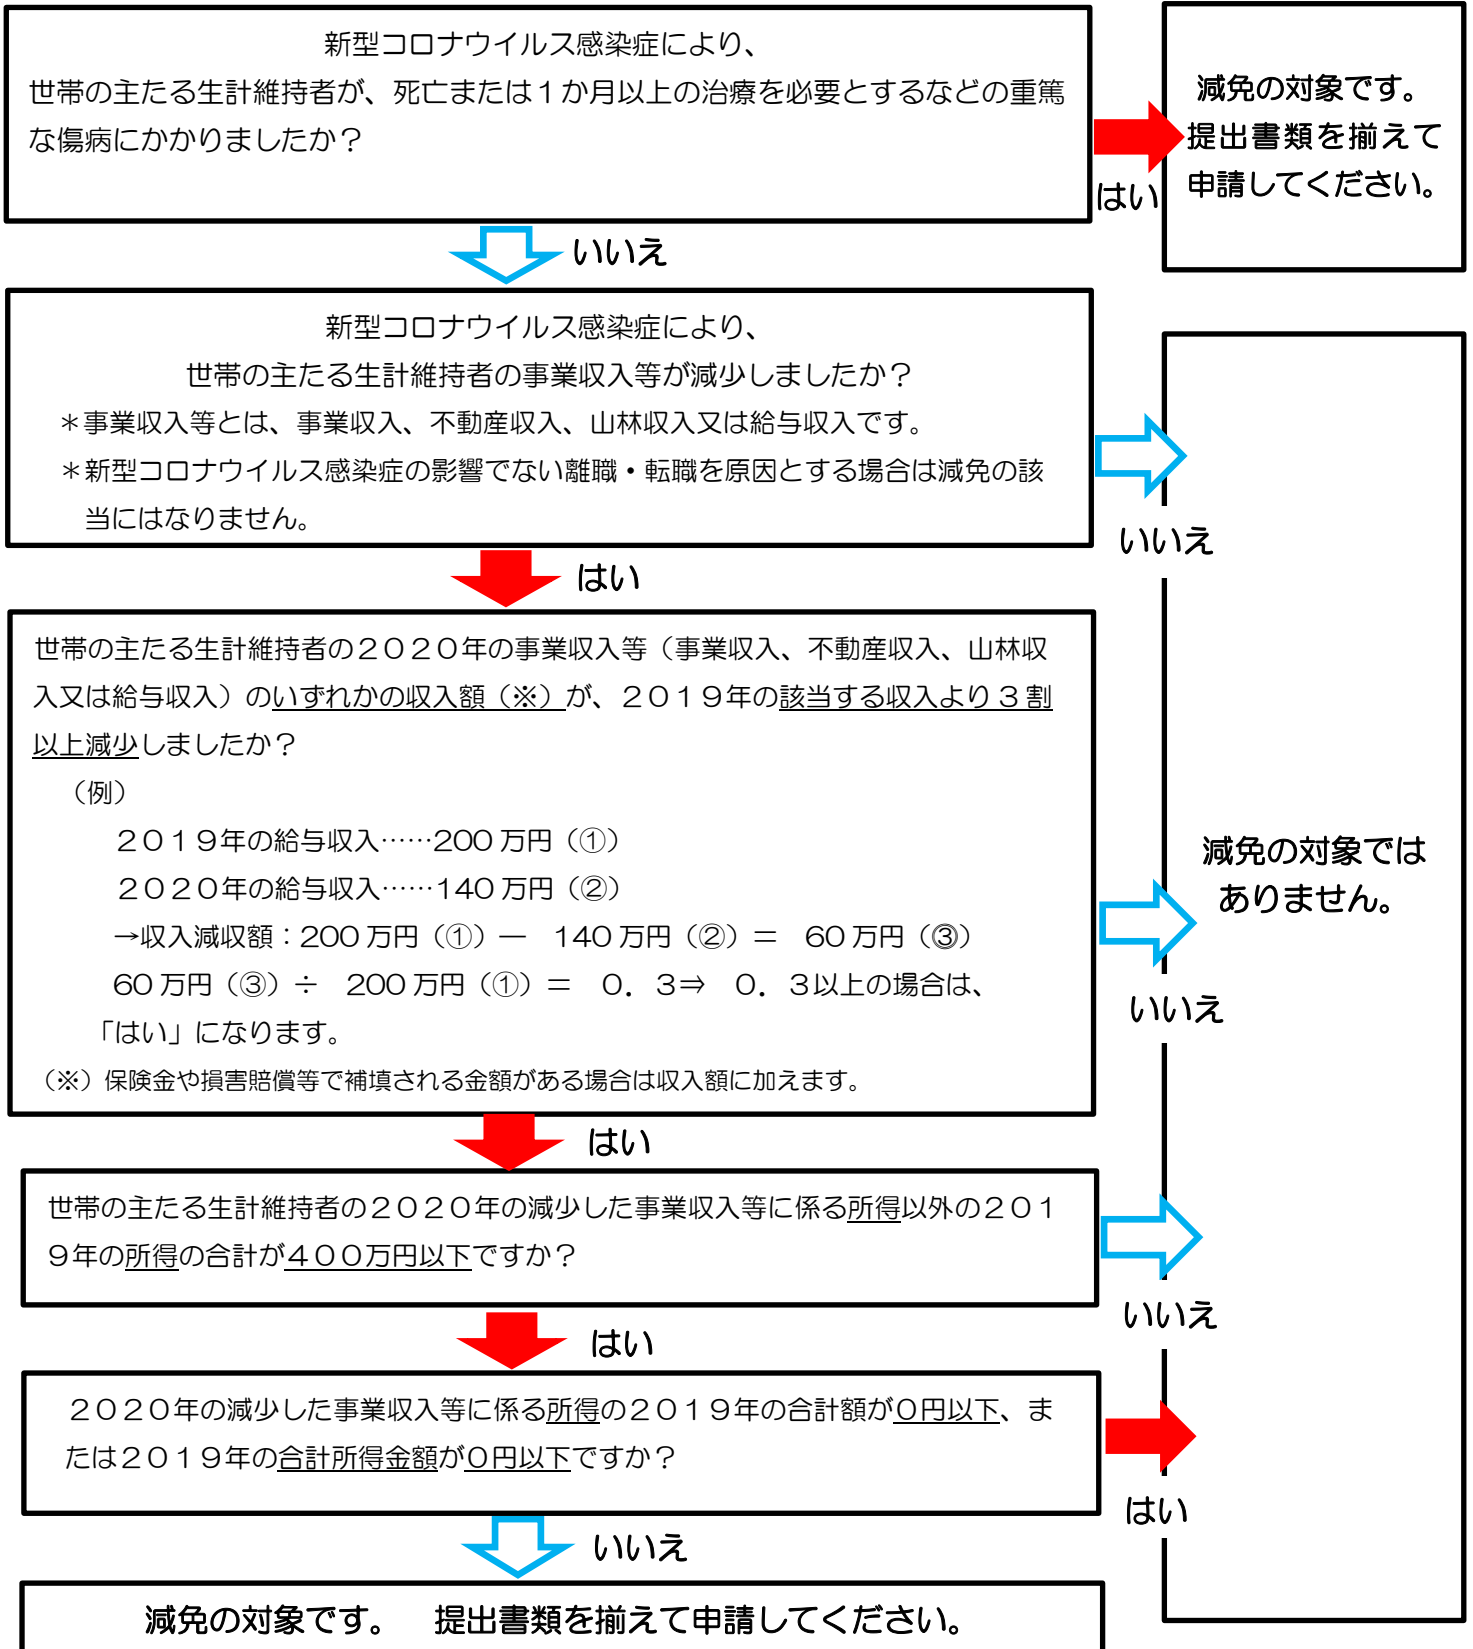 新型コロナウイルス感染症により、
世帯の主たる生計維持者が、死亡または１か月以上の治療を必要とするなどの重篤
な傷病にかかりましたか？
はい
減免の対象です。
提出書類を揃えて
申請してください。
いいえ
新型コロナウイルス感染症により、
世帯の主たる生計維持者の事業収入等が減少しましたか？
＊事業収入等とは、事業収入、不動産収入、山林収入又は給与収入です。
＊新型コロナウイルス感染症の影響でない離職・転職を原因とする場合は減免の該
当にはなりません。
いいえ
はい
世帯の主たる生計維持者の２０２０年の事業収入等（事業収入、不動産収入、山林収
入又は給与収入）のいずれかの収入額（※）が、２０１９年の該当する収入より３割
以上減少しましたか？
（例）
２０１９年の給与収入……200万円（①）
２０２０年の給与収入……140万円（②）
→収入減収額：200万円（①）－　140万円（②）＝　60万円（③）
60万円（③）÷　200万円（①）＝　０．３⇒　０．３以上の場合は、
「はい」になります。
（※）保険金や損害賠償等で補填される金額がある場合は収入額に加えます。
いいえ
減免の対象では
ありません。
はい
世帯の主たる生計維持者の２０２０年の減少した事業収入等に係る所得以外の２０１
９年の所得の合計が４００万円以下ですか？
いいえ
はい
２０２０年の減少した事業収入等に係る所得の２０１９年の合計額が０円以下、ま
たは２０１９年の合計所得金額が０円以下ですか？
はい
いいえ
減免の対象です。　提出書類を揃えて申請してください。